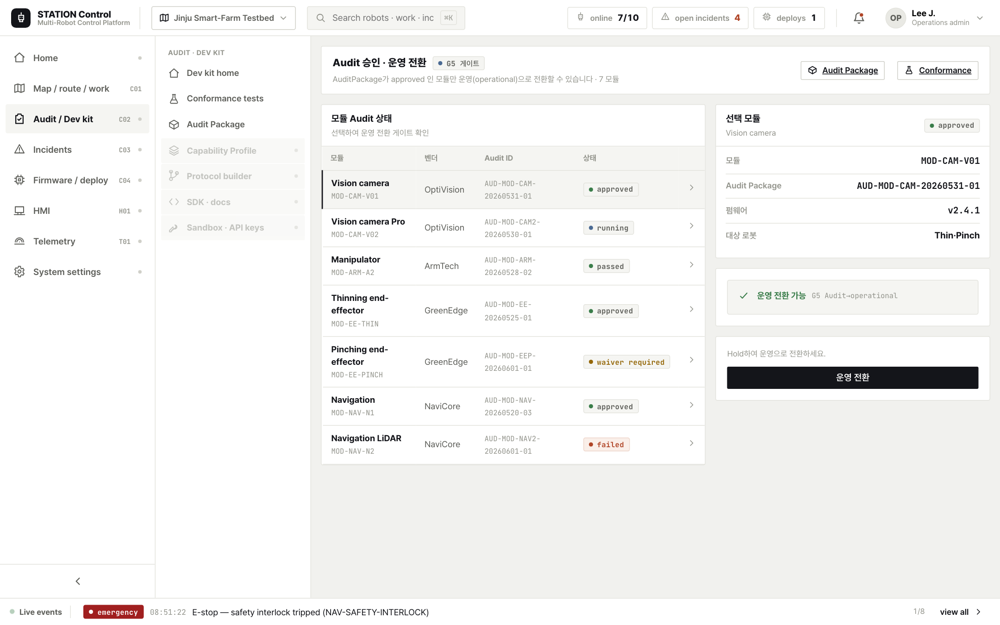 STATION Control
Multi-Robot Control Platform
Jinju Smart-Farm Testbed
Search robots · work · inc
⌘K
online 7/10
open incidents 4
deploys 1
OP
Lee J.
Operations admin
Home
Map / route / work C01
Audit / Dev kit C02
Incidents C03
Firmware / deploy C04
HMI H01
Telemetry T01
System settings
AUDIT · DEV KIT
Dev kit home
Conformance tests
Audit Package
Capability Profile
Protocol builder
SDK · docs
Sandbox · API keys
Audit 승인 · 운영 전환
G5 게이트
AuditPackage가 approved 인 모듈만 운영(operational)으로 전환할 수 있습니다 · 7 모듈
Audit Package
Conformance
모듈 Audit 상태
선택하여 운영 전환 게이트 확인
모듈 벤더 Audit ID 상태
Vision camera
MOD-CAM-V01
OptiVision
AUD-MOD-CAM-
20260531-01
approved
Vision camera Pro
MOD-CAM-V02
OptiVision
AUD-MOD-CAM2-
20260530-01
running
Manipulator
MOD-ARM-A2
ArmTech
AUD-MOD-ARM-
20260528-02
passed
Thinning end-
effector
MOD-EE-THIN
GreenEdge
AUD-MOD-EE-
20260525-01
approved
Pinching end-
effector
MOD-EE-PINCH
GreenEdge
AUD-MOD-EEP-
20260601-01
waiver required
Navigation
MOD-NAV-N1
NaviCore
AUD-MOD-NAV-
20260520-03
approved
Navigation LiDAR
MOD-NAV-N2
NaviCore
AUD-MOD-NAV2-
20260601-01
failed
선택 모듈
Vision camera
approved
모듈 MOD-CAM-V01
Audit Package AUD-MOD-CAM-20260531-01
펌웨어 v2.4.1
대상 로봇 Thin·Pinch
운영 전환 가능 G5 Audit→operational
Hold하여 운영으로 전환하세요.
운영 전환
Live events
emergency
08:51:22
E-stop — safety interlock tripped (NAV-SAFETY-INTERLOCK)
1/8
view all